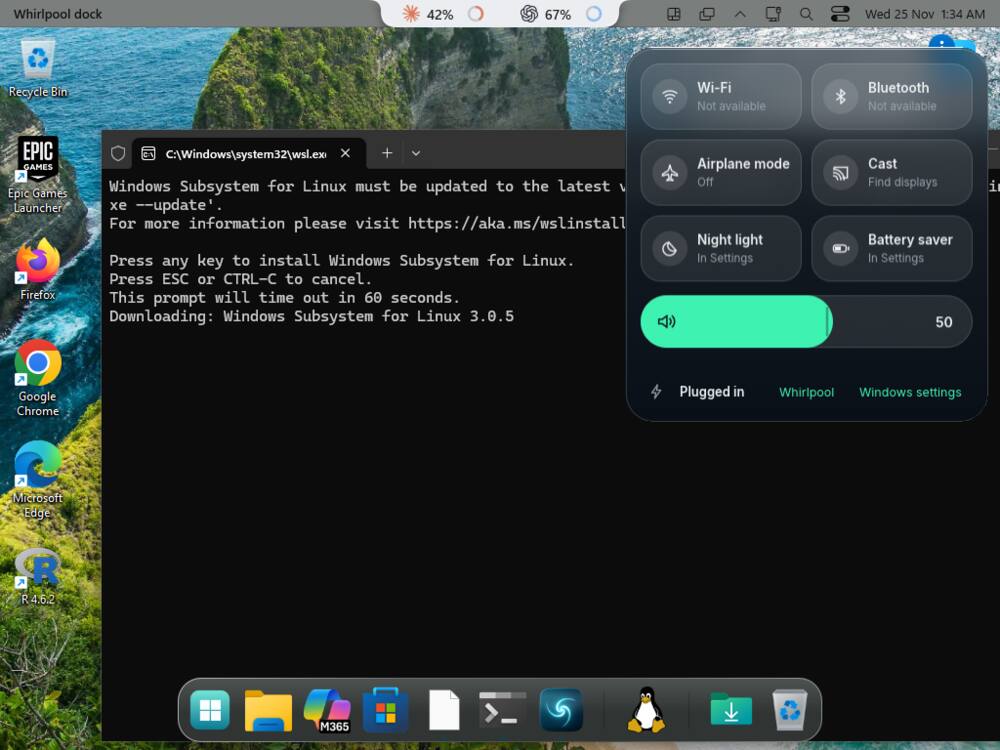 Whirlpool dock
42%
67%
Wed 25 Nov 1:34 AM
Recycle Bin
EPIC
GAMES
Epic Games
Launcher
Firefox
Google
Chrome
Microsoft
Edge
R 4.6.2
C:\Windows\system32\wsl.exe
Windows Subsystem for Linux must be updated to the latest
xe --update'.
For more information please visit https://aka.ms/wslinstall
Press any key to install Windows Subsystem for Linux.
Press ESC or CTRL-C to cancel.
This prompt will time out in 60 seconds.
Downloading: Windows Subsystem for Linux 3.0.5
Wi-Fi
Not available
Bluetooth
Not available
Airplane mode
Off
Cast
Find displays
Night light
In Settings
Battery saver
In Settings
50
Plugged in
Whirlpool
Windows settings
M365